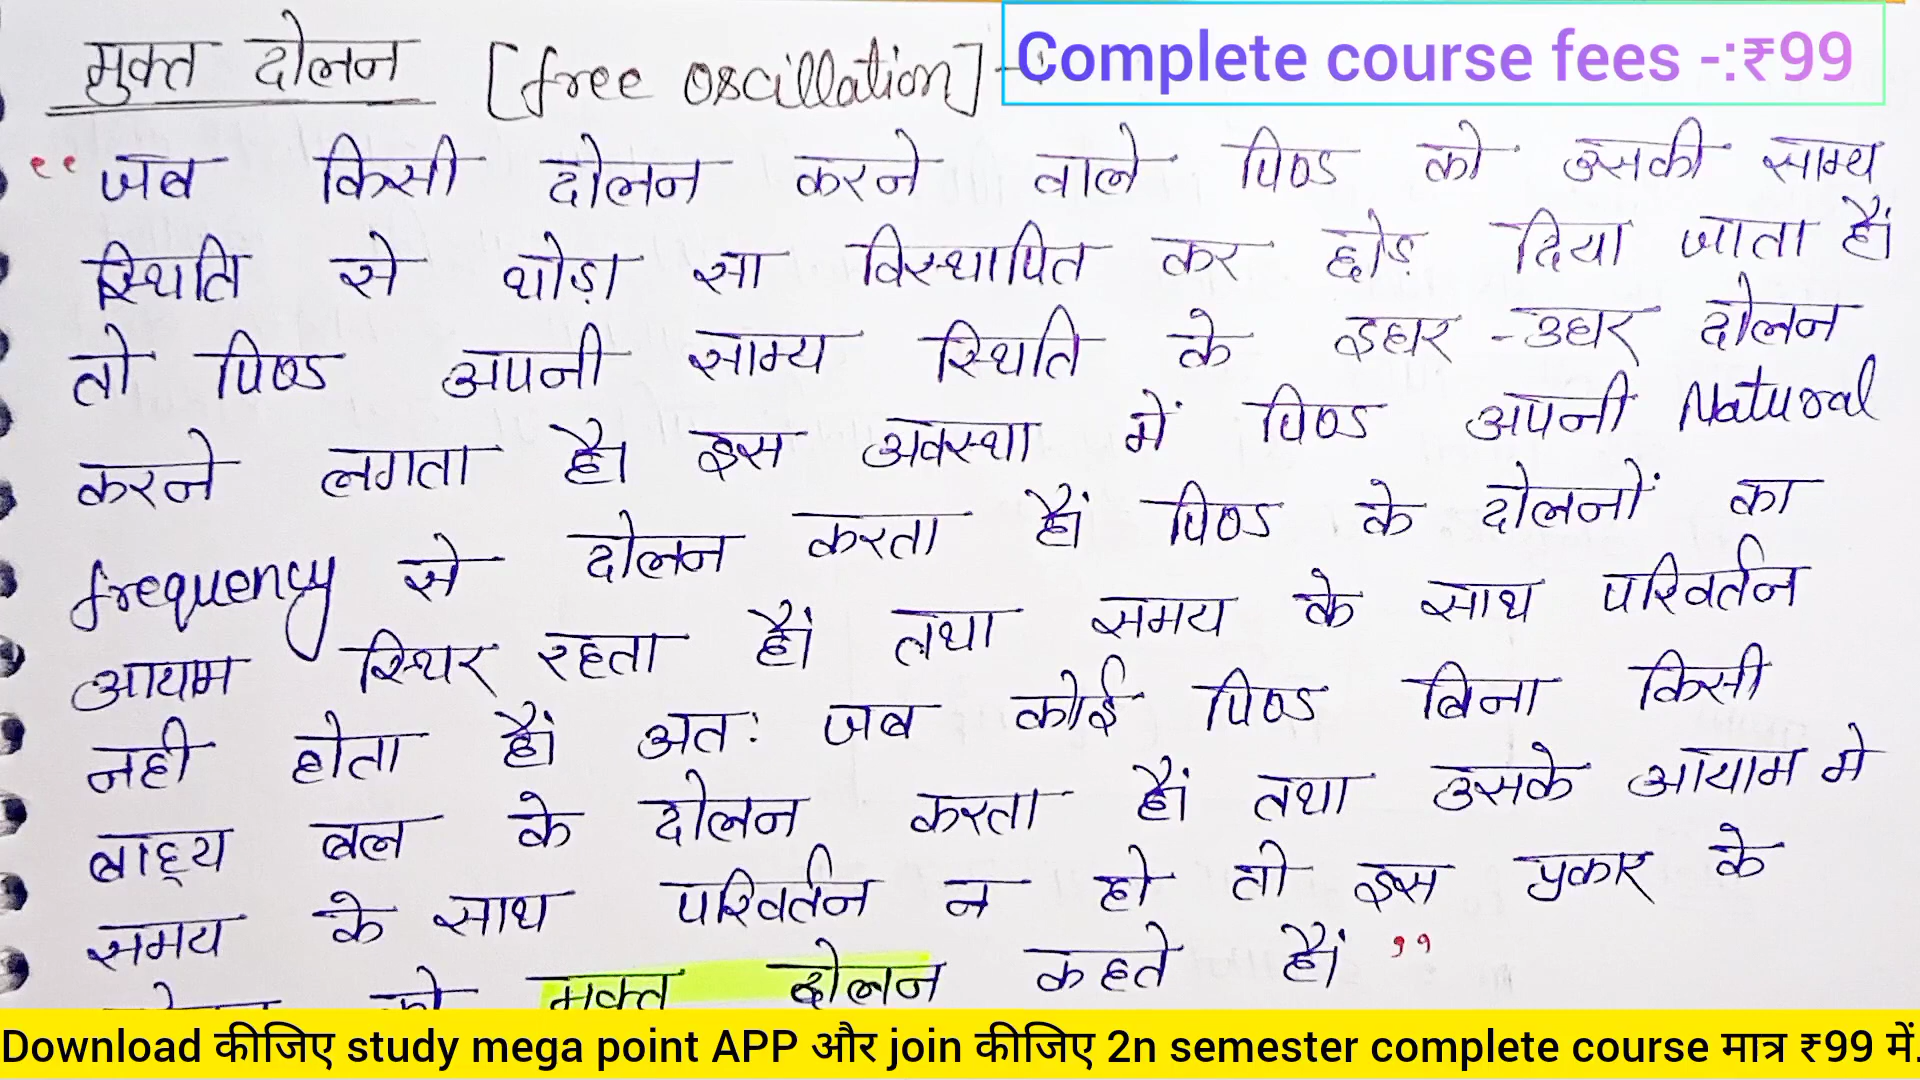 मुक्त दोलन [free oscillation] -:
Complete course fees -:₹99
“ जब किसी दोलन करने वाले पिण्ड को उसकी साम्य
स्थिति से थोड़ा सा विस्थापित कर छोड़ दिया जाता हैं
तो पिण्ड अपनी साम्य स्थिति के इधर-उधर दोलन
करने लगता है। इस अवस्था में पिण्ड अपनी Natural
frequency से दोलन करता हैं। पिण्ड के दोलनों का
आयाम स्थिर रहता हैं। तथा समय के साथ परिवर्तन
नही होता हैं। अतः जब कोई पिण्ड बिना किसी
बाह्य बल के दोलन करता हैं। तथा उसके आयाम मे
समय के साथ परिवर्तन न हो तो इस प्रकार के
को मुक्त दोलन कहते हैं। ”
Download कीजिए study mega point APP और join कीजिए 2n semester complete course मात्र ₹99 में.